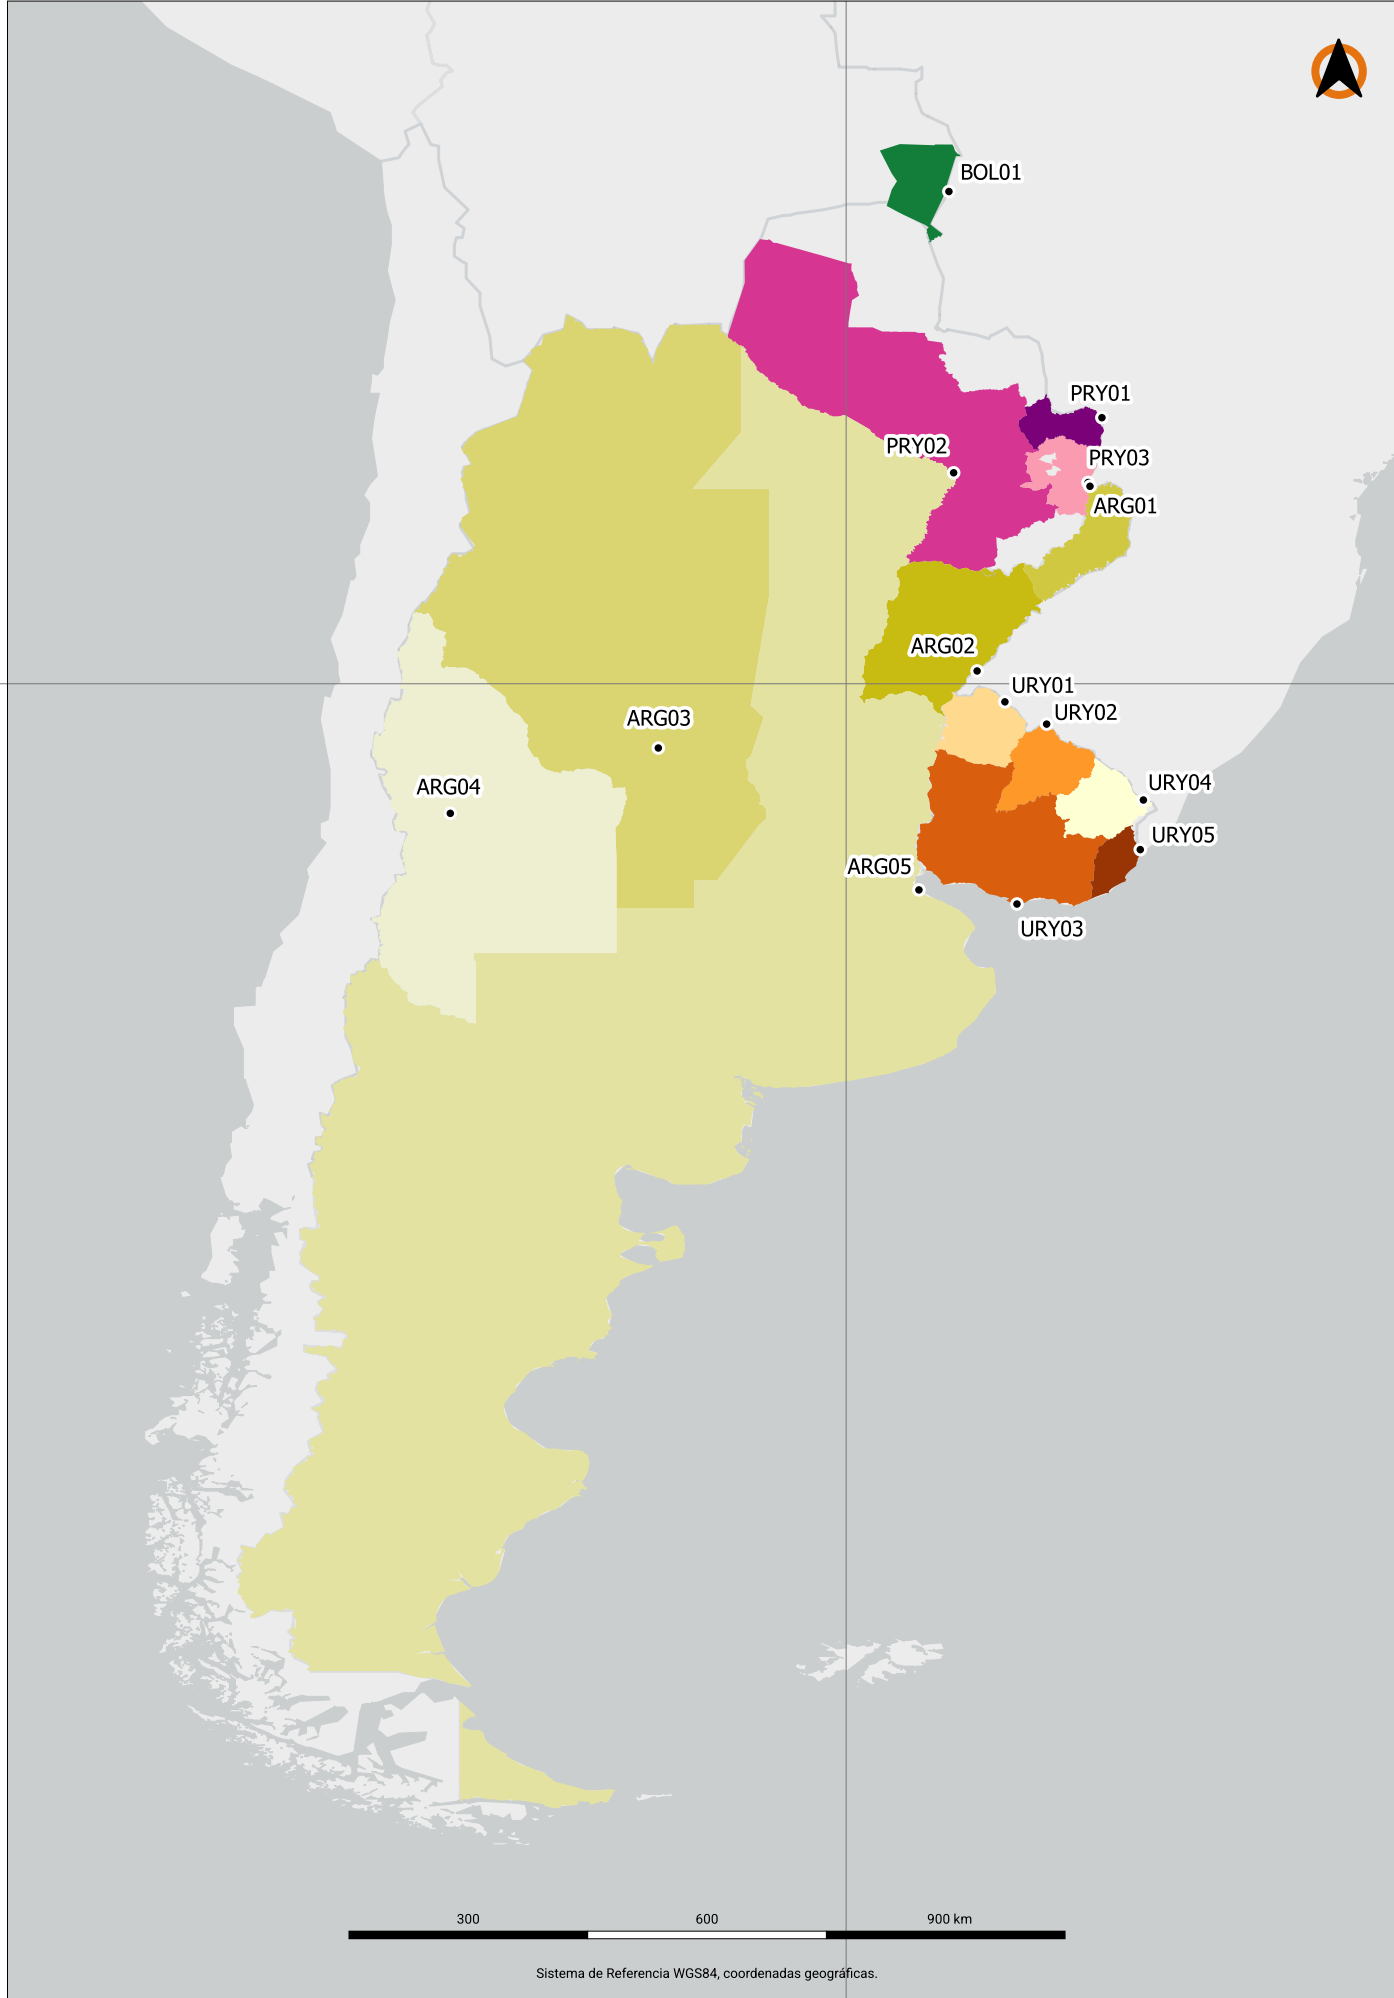 BOL01
PRY01
PRY02
PRY03
ARG01
ARG02
URY01
URY02
ARG03
ARG04
URY04
URY05
ARG05
URY03
300 600 900 km
Sistema de Referencia WGS84, coordenadas geográficas.